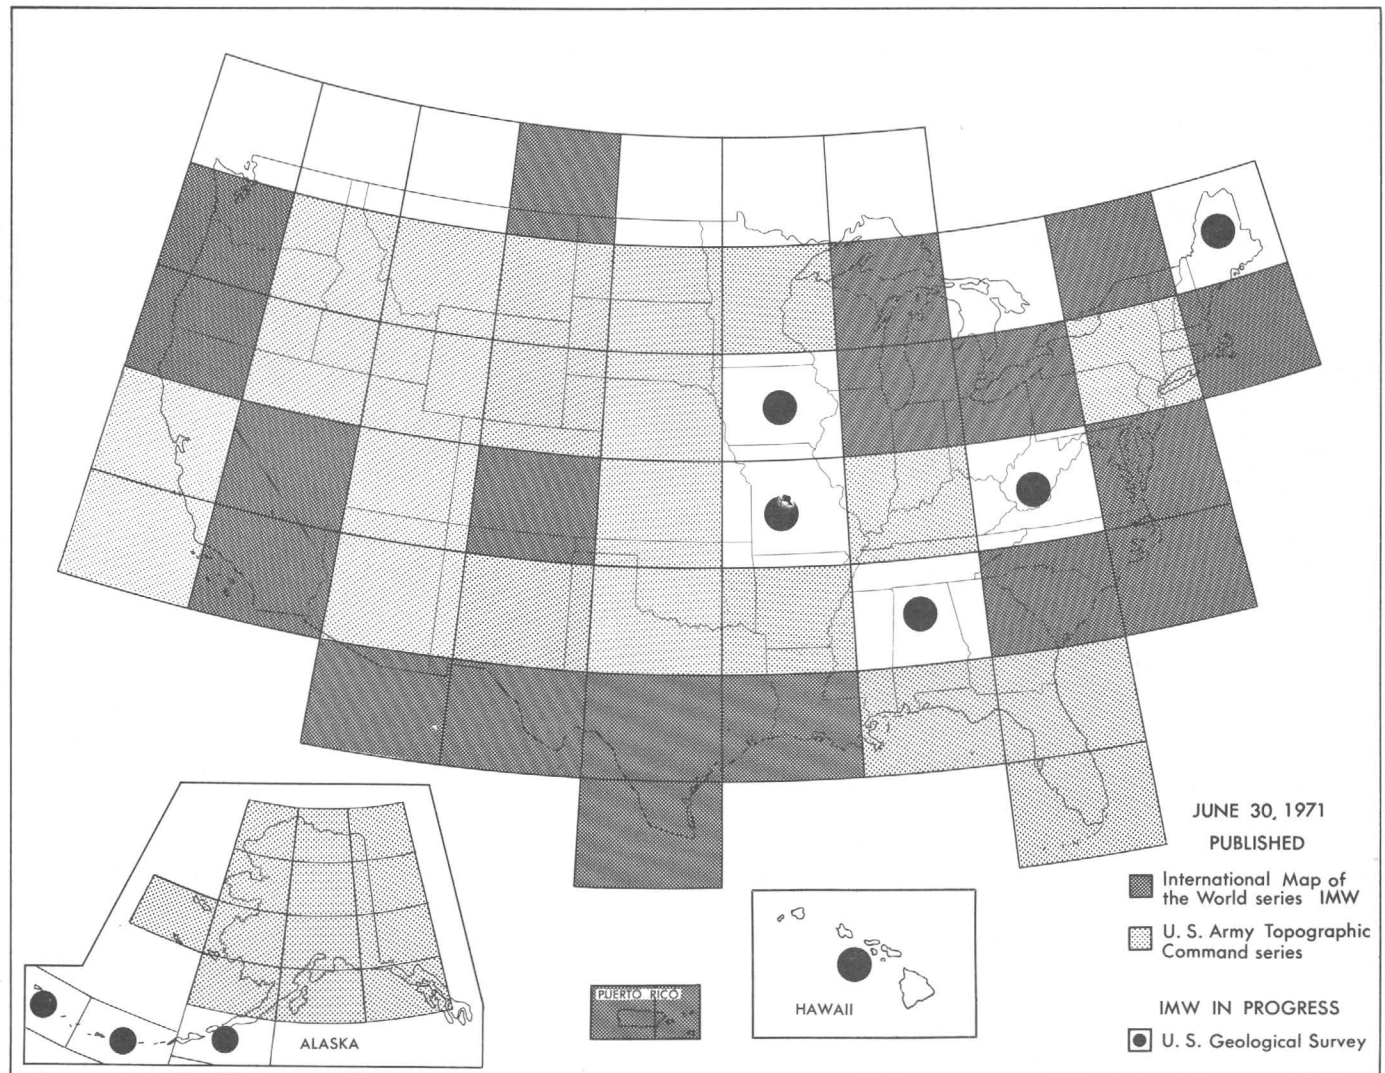 JUNE 30, 1971
PUBLISHED
International Map of
the World series IMW
U. S. Army Topographic
Command series
IMW IN PROGRESS
U. S. Geological Survey
ALASKA
PUERTO RICO
HAWAII